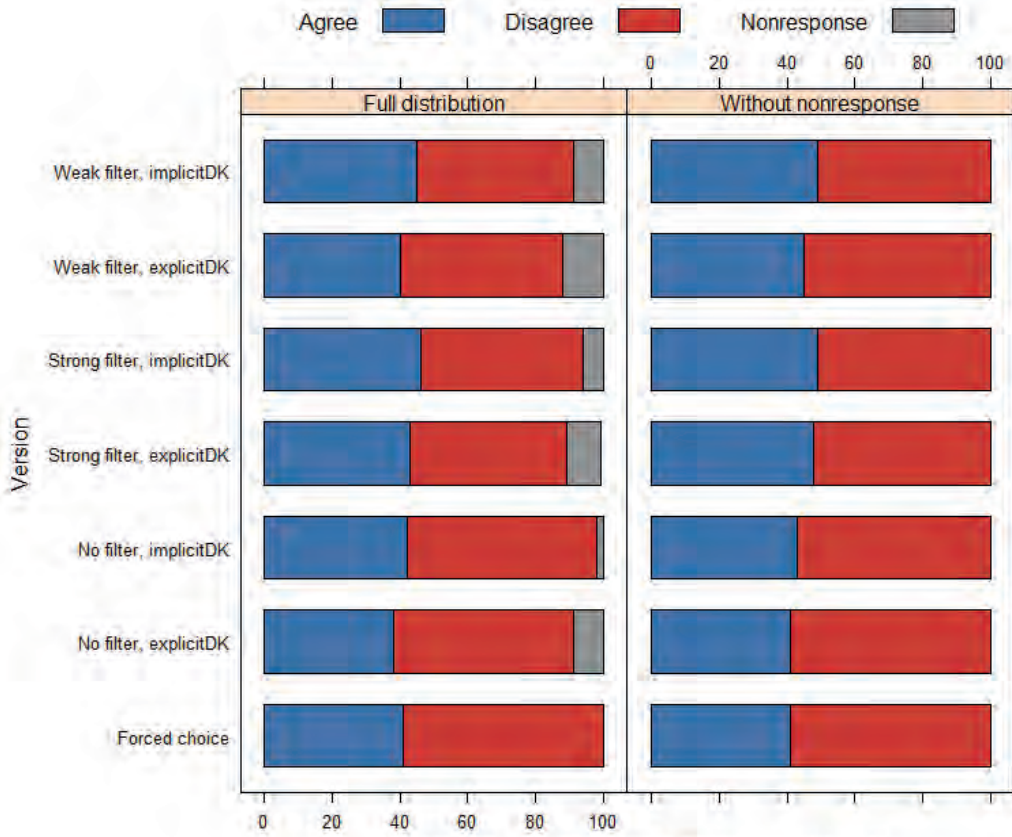 Agree Disagree Nonresponse
0 20 40 60 80 100
Full distribution Without nonresponse
Weak filter, implicitDK
Weak filter, explicitDK
Strong filter, implicitDK
Strong filter, explicitDK
No filter, implicitDK
No filter, explicitDK
Forced choice
Version
0 20 40 60 80 100